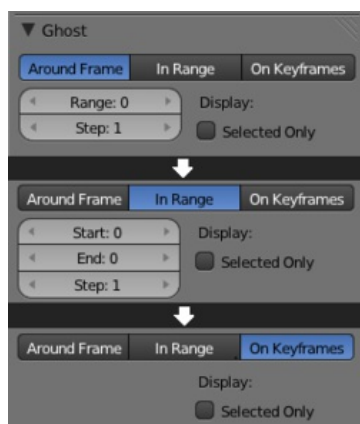 Ghost
Around Frame In Range On Keyframes
Range: 0 Display:
Step: 1 Selected Only
Around Frame In Range On Keyframes
Start: 0 Display:
End: 0 Selected Only
Step: 1
Around Frame In Range On Keyframes
Display:
Selected Only